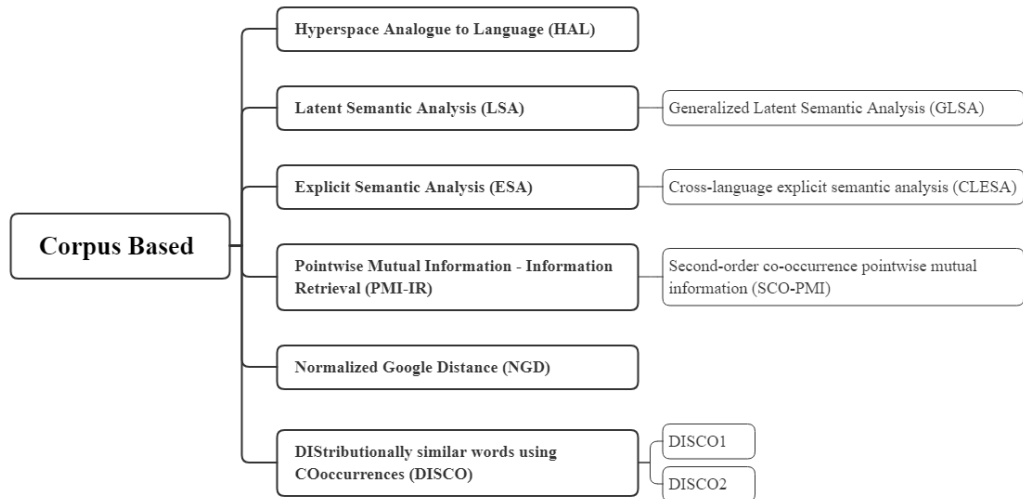 Hyperspace Analogue to Language (HAL)
Latent Semantic Analysis (LSA)
Generalized Latent Semantic Analysis (GLSA)
Explicit Semantic Analysis (ESA)
Cross-language explicit semantic analysis (CLESA)
Corpus Based
Pointwise Mutual Information - Information
Retrieval (PMI-IR)
Second-order co-occurrence pointwise mutual
information (SCO-PMI)
Normalized Google Distance (NGD)
DIStributionally similar words using
COoccurrences (DISCO)
DISCO1
DISCO2